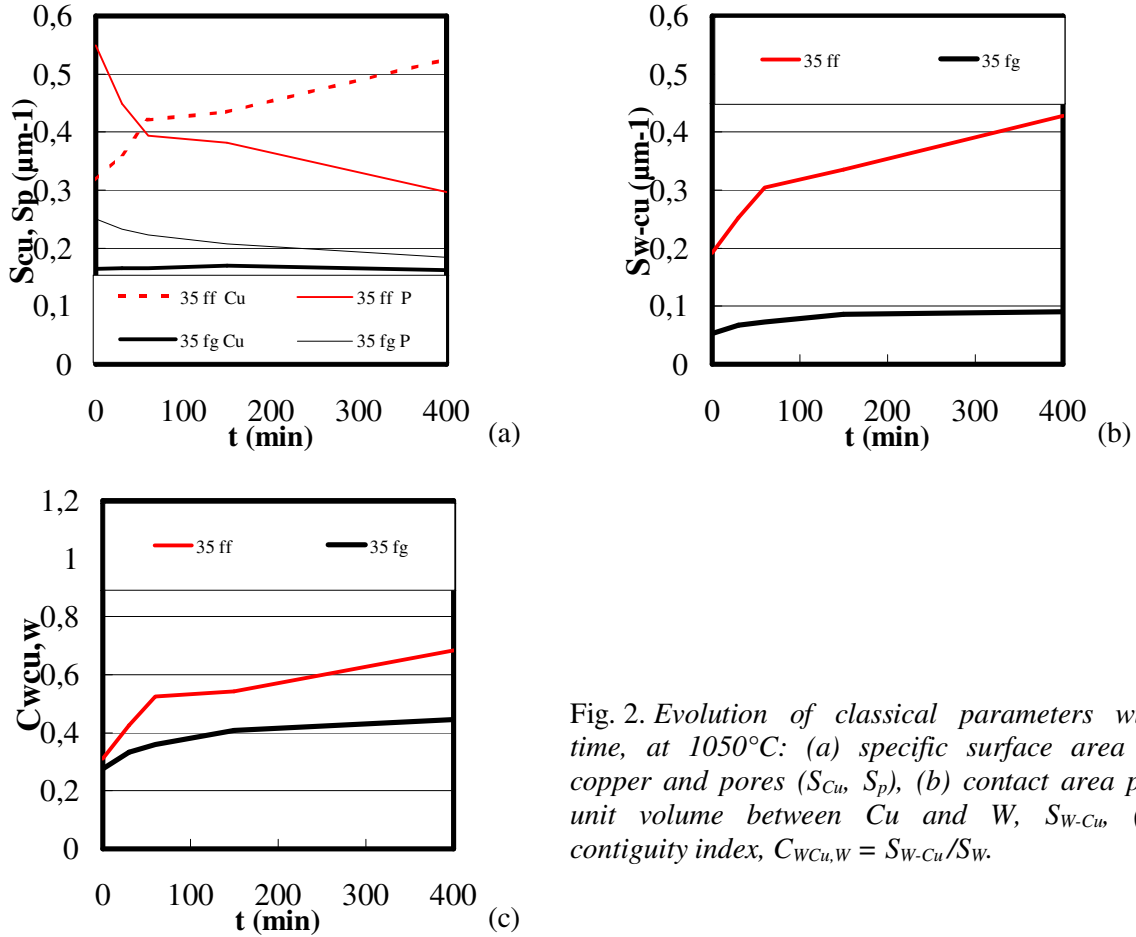 0,6
0,5
0,4
0,3
0,2
0,1
0
Scu, Sp (µm-1)
35 ff Cu
35 ff P
35 fg Cu
35 fg P
0 100 200 300 400
t (min)
(a)
0,6
0,5
0,4
0,3
0,2
0,1
0
Sw-cu (µm-1)
35 ff
35 fg
0 100 200 300 400
t (min)
(b)
1,2
1
0,8
0,6
0,4
0,2
0
Cwcu,w
35 ff
35 fg
0 100 200 300 400
t (min)
(c)
Fig. 2. Evolution of classical parameters wi
time, at 1050°C: (a) specific surface area
copper and pores (SCu, Sp), (b) contact area p
unit volume between Cu and W, SW-Cu, (
contiguity index, CWCu,W = SW-Cu/SW.